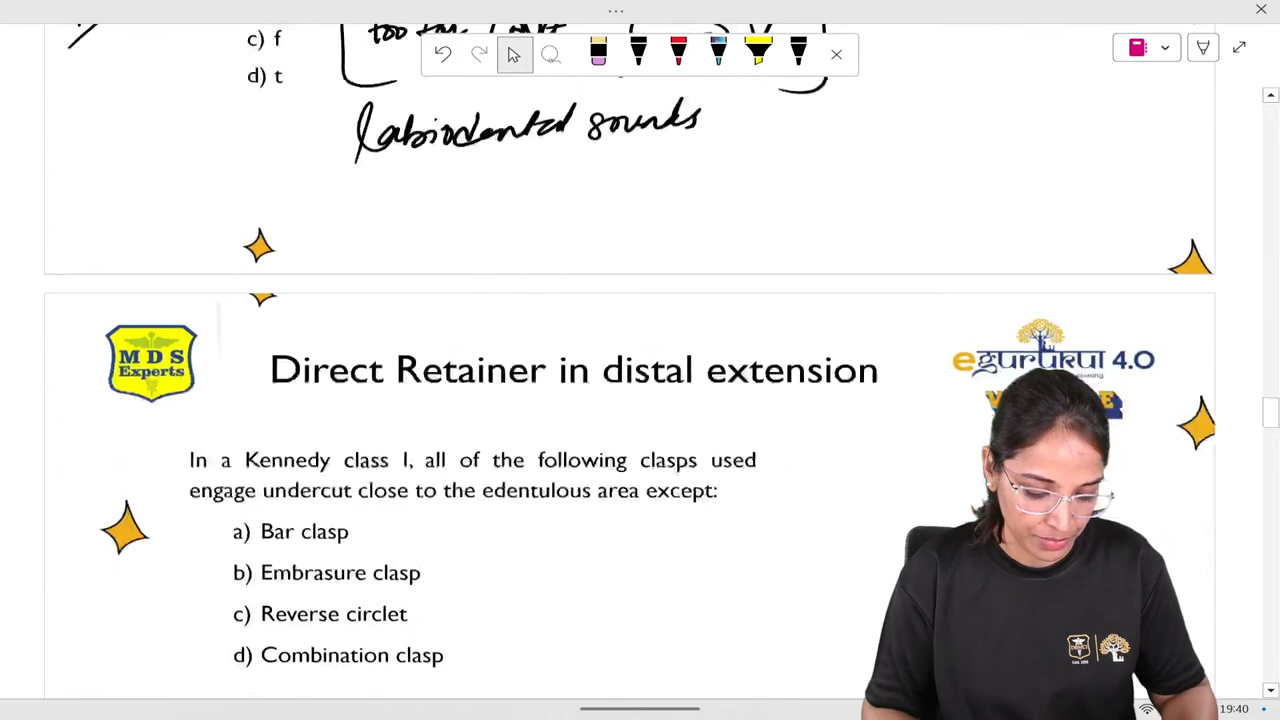 c) f
d) t
labiodental sounds
MDS
Experts
egurukul 4.0
Direct Retainer in distal extension
In a Kennedy class I, all of the following clasps used
engage undercut close to the edentulous area except:
a) Bar clasp
b) Embrasure clasp
c) Reverse circlet
d) Combination clasp
19:40